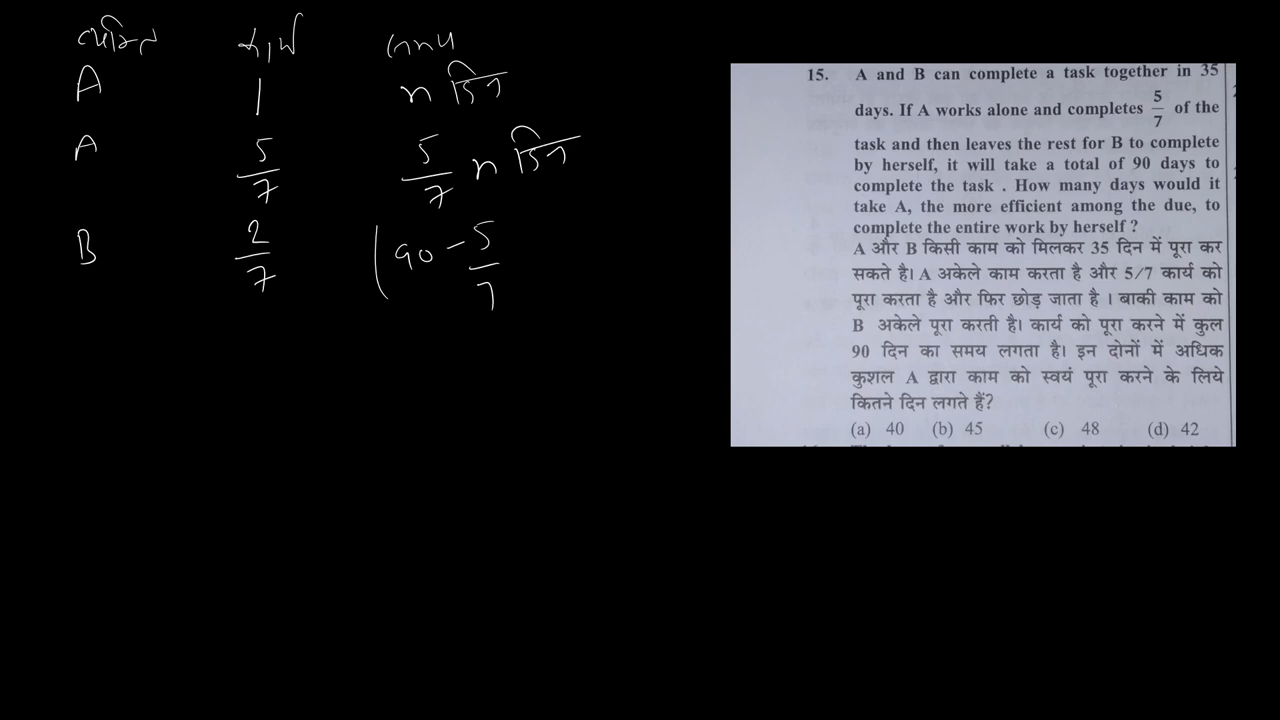 व्यक्ति कार्य समय
A 1 n दिन
A 5/7 5/7 n दिन
B 2/7 (90 - 5/7
15. A and B can complete a task together in 35
days. If A works alone and completes 5/7 of the
task and then leaves the rest for B to complete
by herself, it will take a total of 90 days to
complete the task . How many days would it
take A, the more efficient among the due, to
complete the entire work by herself ?
A और B किसी काम को मिलकर 35 दिन में पूरा कर
सकते है। A अकेले काम करता है और 5/7 कार्य को
पूरा करता है और फिर छोड़ जाता है । बाकी काम को
B अकेले पूरा करती है। कार्य को पूरा करने में कुल
90 दिन का समय लगता है। इन दोनों में अधिक
कुशल A द्वारा काम को स्वयं पूरा करने के लिये
कितने दिन लगते हैं?
(a) 40 (b) 45 (c) 48 (d) 42